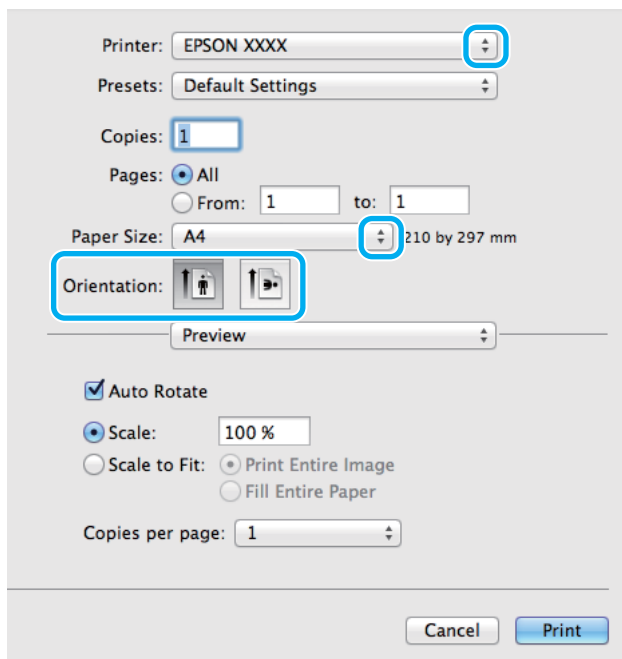 Printer: EPSON XXXX
Presets: Default Settings
Copies: 1
Pages: All
From: 1 to: 1
Paper Size: A4 210 by 297 mm
Orientation:
Preview
Auto Rotate
Scale: 100 %
Scale to Fit: Print Entire Image
Fill Entire Paper
Copies per page: 1
Cancel Print